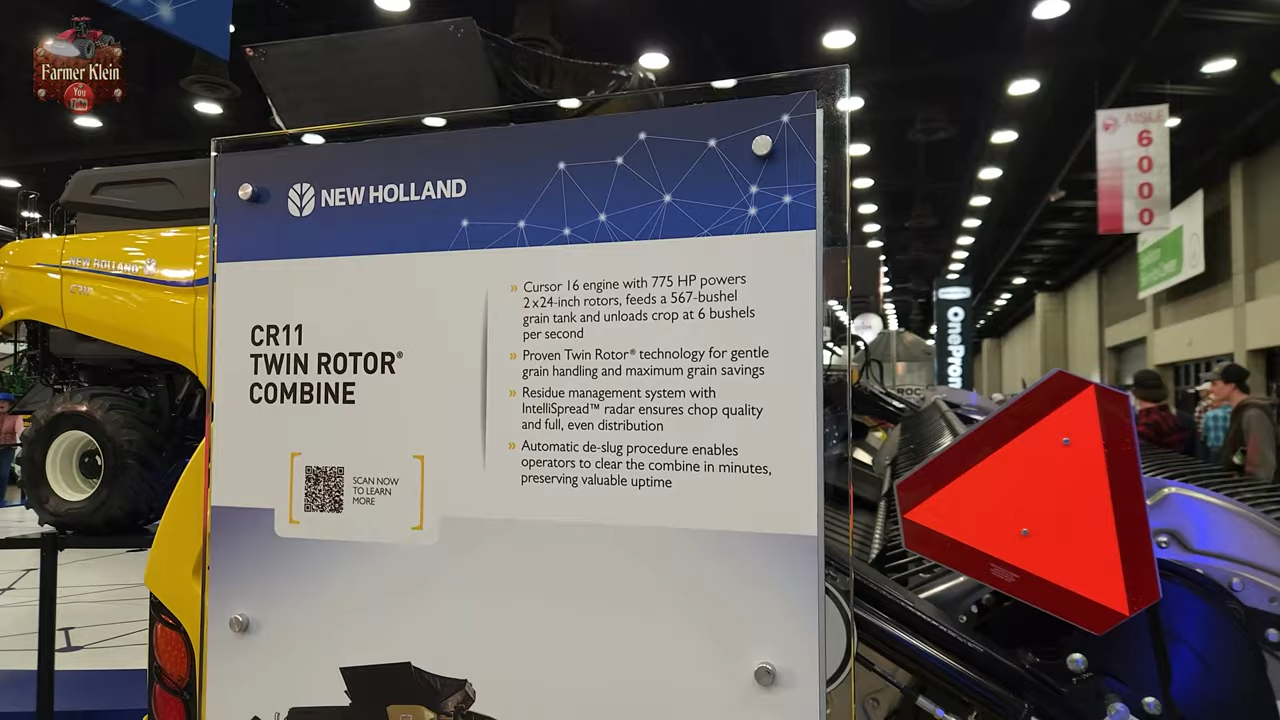 Farmer Klein
You
Tube
NEW HOLLAND
NEW HOLLAND
CR11
CR11
TWIN ROTOR®
COMBINE
SCAN NOW
TO LEARN
MORE
» Cursor 16 engine with 775 HP powers
2x24-inch rotors, feeds a 567-bushel
grain tank and unloads crop at 6 bushels
per second
» Proven Twin Rotor® technology for gentle
grain handling and maximum grain savings
» Residue management system with
IntelliSpread™ radar ensures chop quality
and full, even distribution
» Automatic de-slug procedure enables
operators to clear the combine in minutes,
preserving valuable uptime
AISLE
6
0
0
0
OnePron
ROC